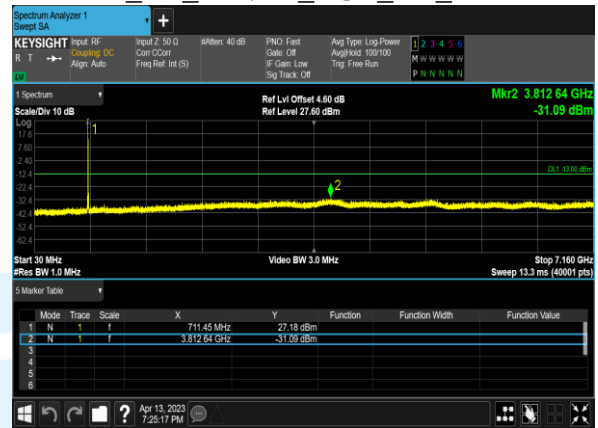 Spectrum Analyzer 1
Swept SA
+
KEYSIGHT Input: RF Input Z: 50 Ω #Atten: 40 dB PNO: Fast Avg Type: Log-Power 1 2 3 4 5 6
R T Coupling: DC Corr CCorr Gate: Off Avg|Hold: 100/100 M W W W W W
Align: Auto Freq Ref: Int (S) IF Gain: Low Trig: Free Run P N N N N N
LV Sig Track: Off
1 Spectrum Ref Lvl Offset 4.60 dB Mkr2 3.812 64 GHz
Scale/Div 10 dB Ref Level 27.60 dBm -31.09 dBm
Log 1
17.6
7.60
-2.40
-12.4 DL1 -13.00 dBm
-22.4 2
-32.4
-42.4
-52.4
-62.4
Start 30 MHz Video BW 3.0 MHz Stop 7.160 GHz
#Res BW 1.0 MHz Sweep 13.3 ms (40001 pts)
5 Marker Table
Mode Trace Scale X Y Function Function Width Function Value
1 N 1 f 711.45 MHz 27.18 dBm
2 N 1 f 3.812 64 GHz -31.09 dBm
3
4
5
6
? Apr 13, 2023
7:25:17 PM